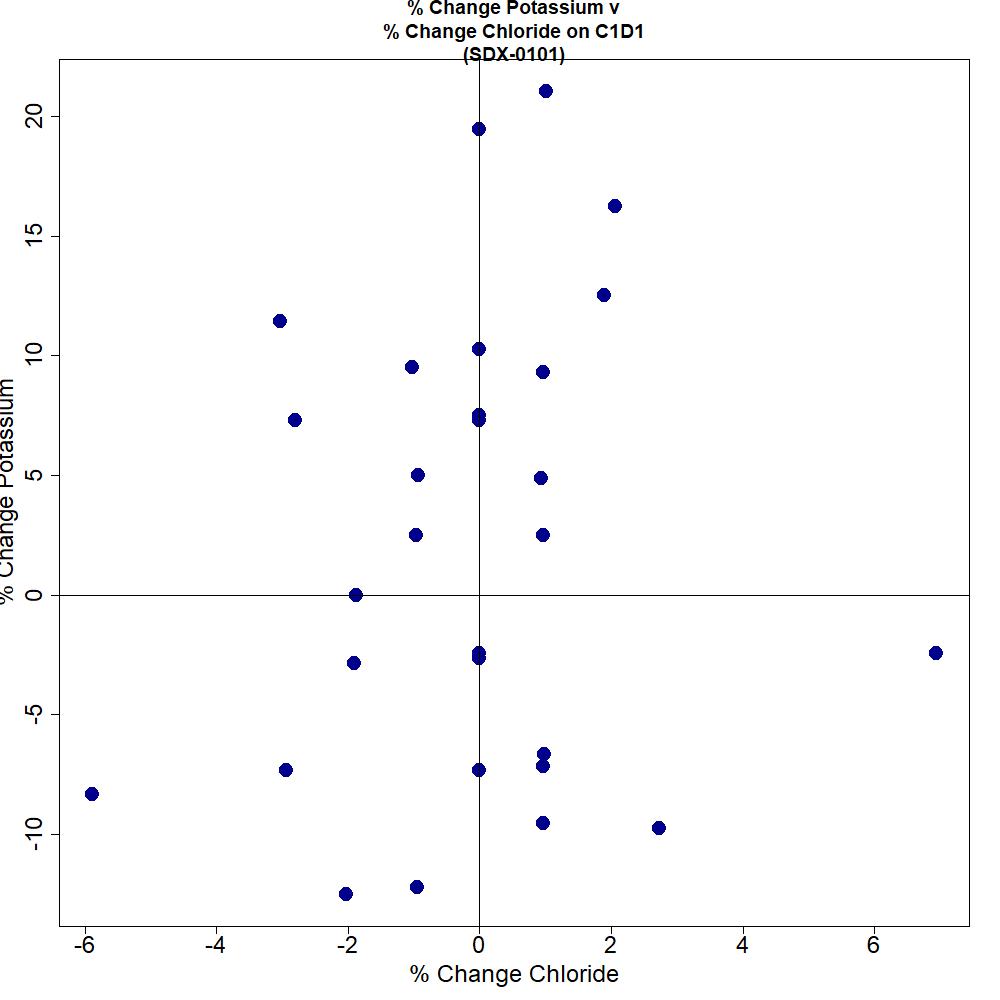 % Change Potassium v
% Change Chloride on C1D1
(SDX-0101)
20
15
10
5
0
-5
-10
% Change Potassium
-6
-4
-2
0
2
4
6
% Change Chloride